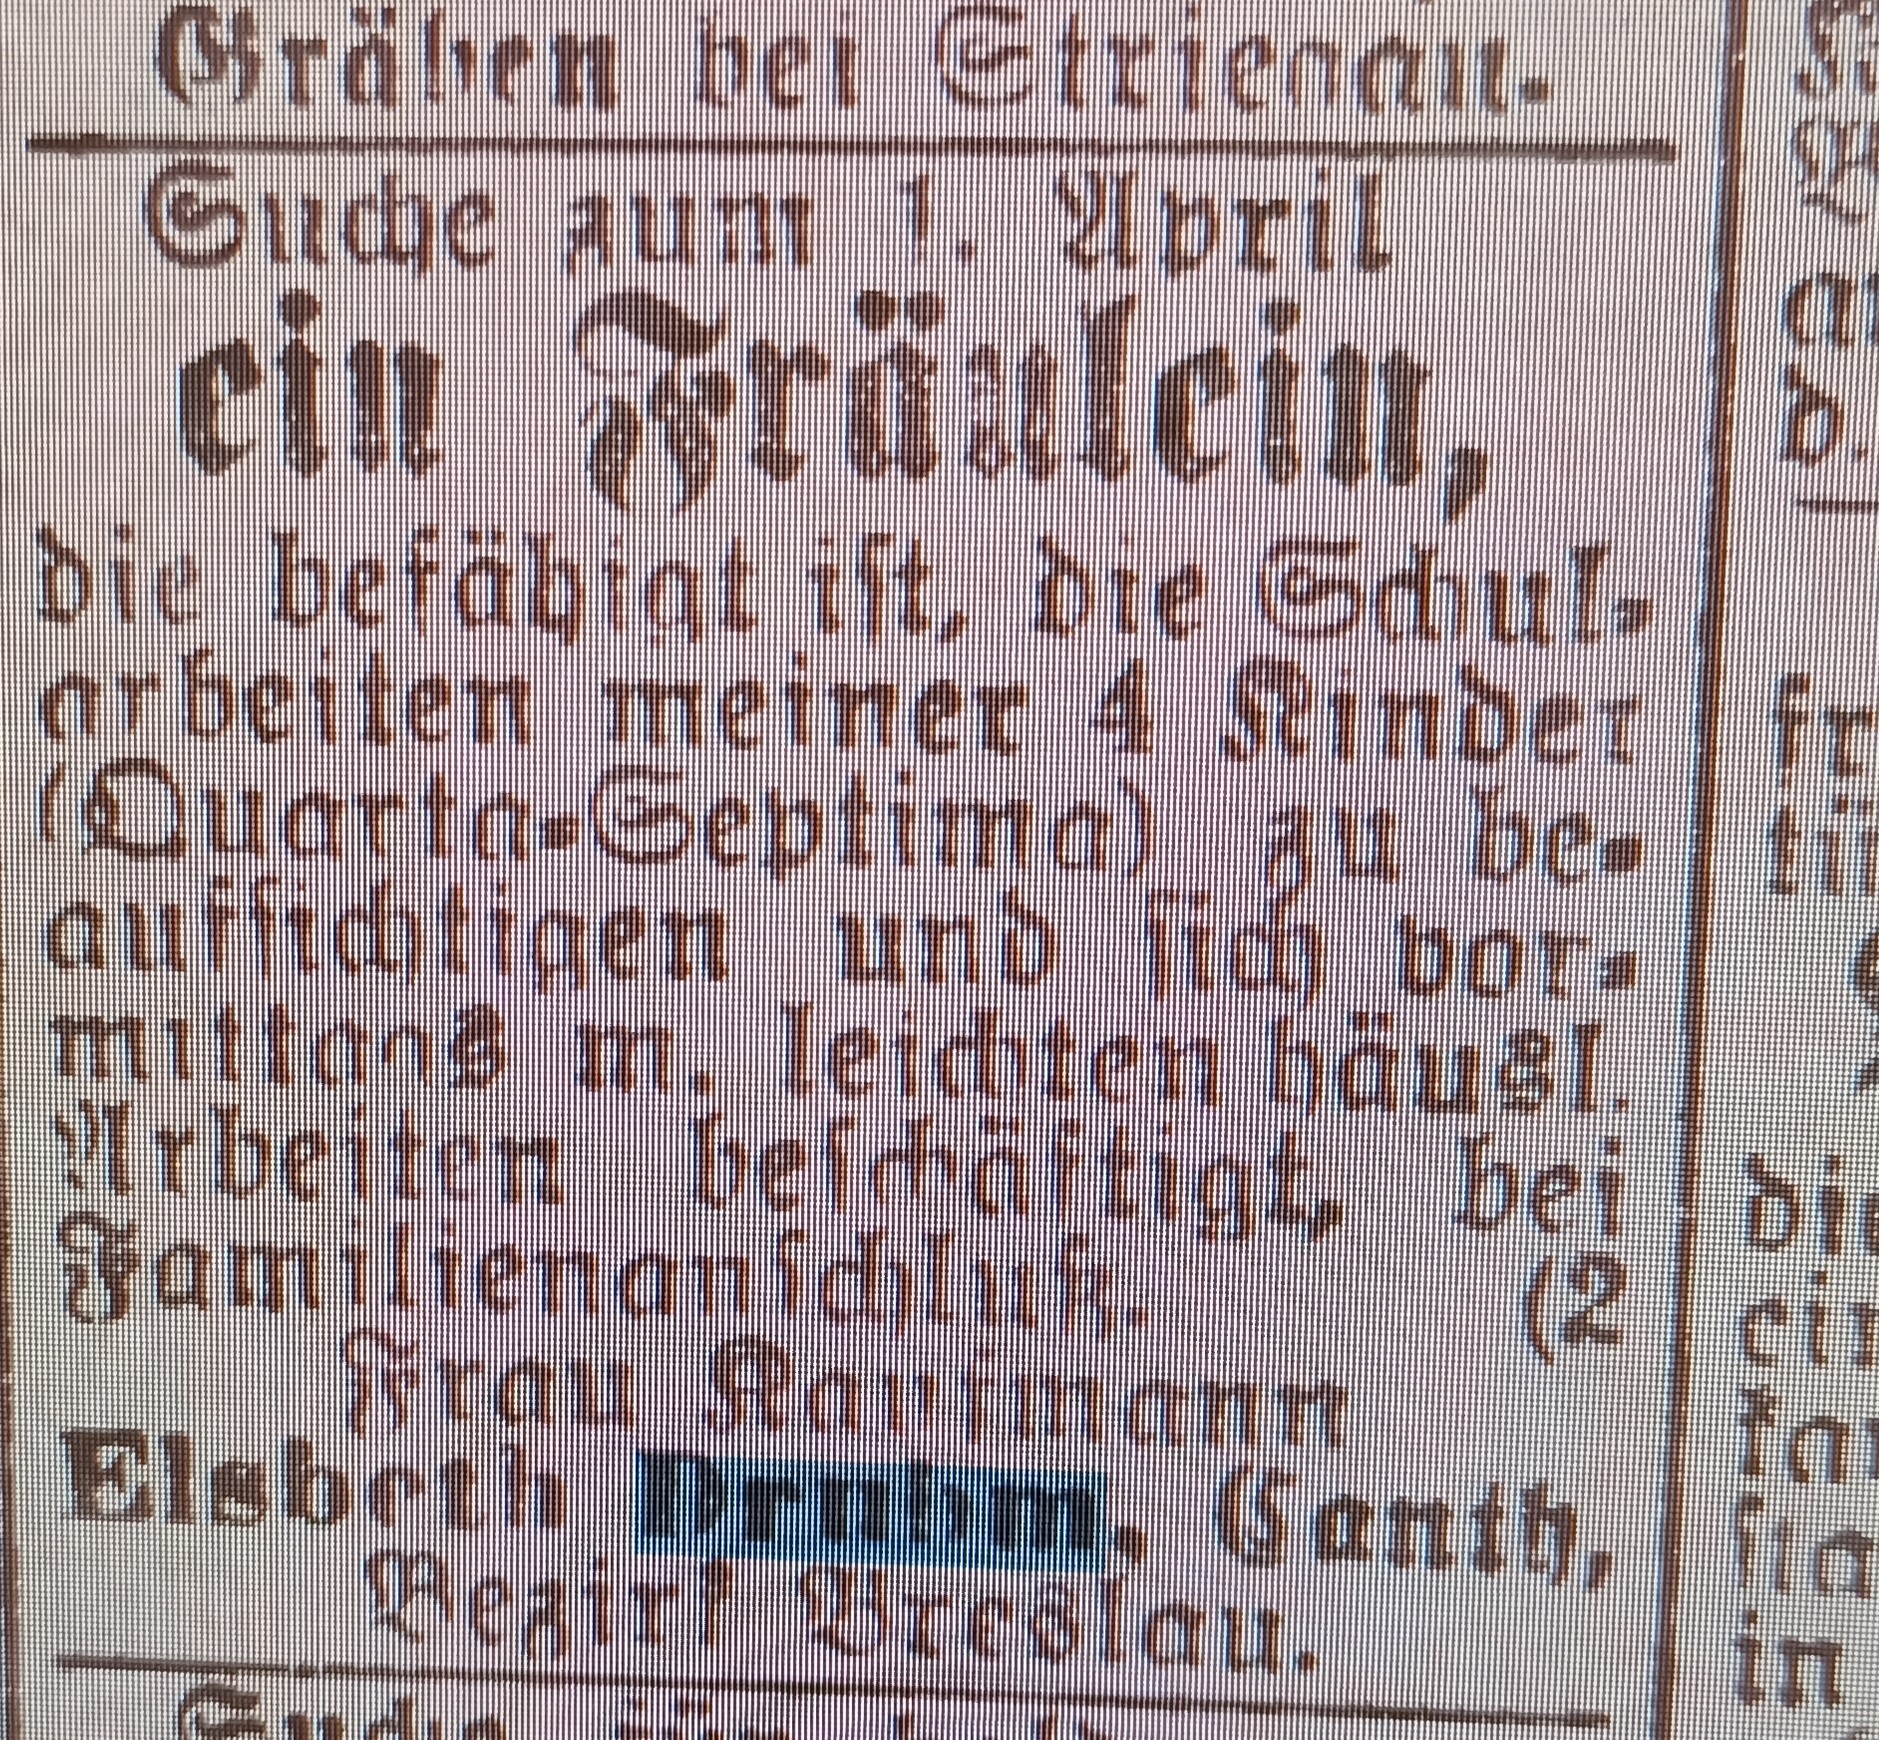 Gräben bei Striegau.
Suche zum 1. April
ein Fräulein,
die befähigt ist, die Schul-
arbeiten meiner 4 Kinder
(Quarta-Septima) zu be-
aufsichtigen und sich vor-
mittags m. leichten häusl.
Arbeiten beschäftigt, bei
Familienanschluß. (2
Frau Kaufmann
Elsbeth Druhm, Canth,
Bezirk Breslau.